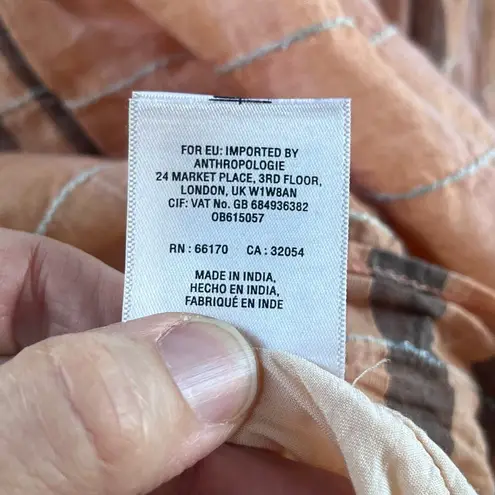 FOR EU: IMPORTED BY
ANTHROPOLOGIE
24 MARKET PLACE, 3RD FLOOR,
LONDON, UK W1W8AN
CIF: VAT No. GB 684936382
OB615057
RN : 66170 CA : 32054
MADE IN INDIA,
HECHO EN INDIA,
FABRIQUÉ EN INDE